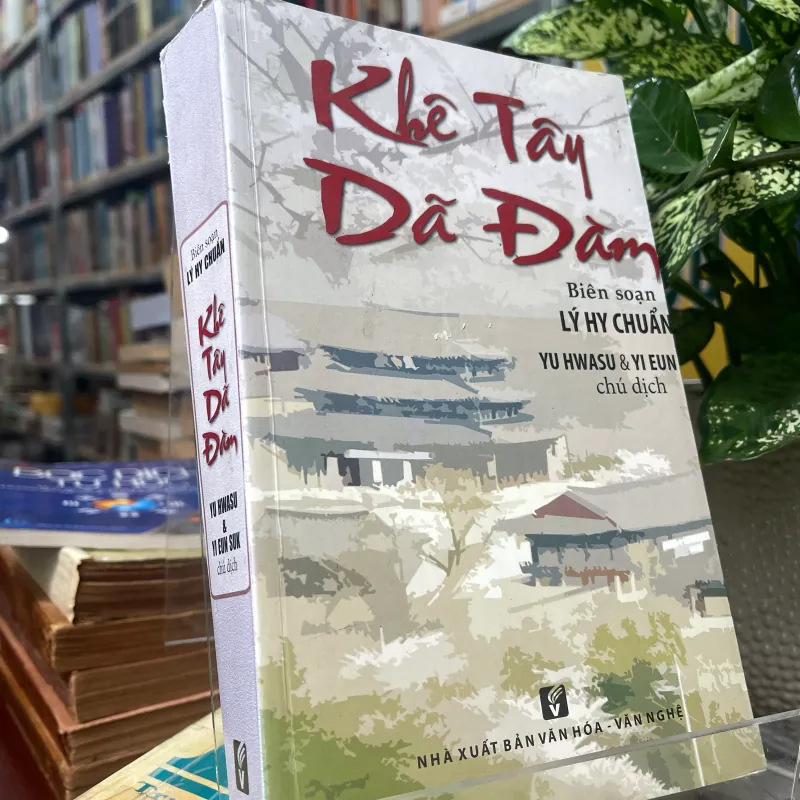 Khê Tây
Dã Đàm
Biên soạn
LÝ HY CHUẨN
YU HWASU & YI EUN
chú dịch
NHÀ XUẤT BẢN VĂN HÓA - VĂN NGHỆ
Biên soạn
LÝ HY CHUẨN
Khê
Tây
Dã
Đàm
YU HWASU
&
YI EUN SUK
chú dịch